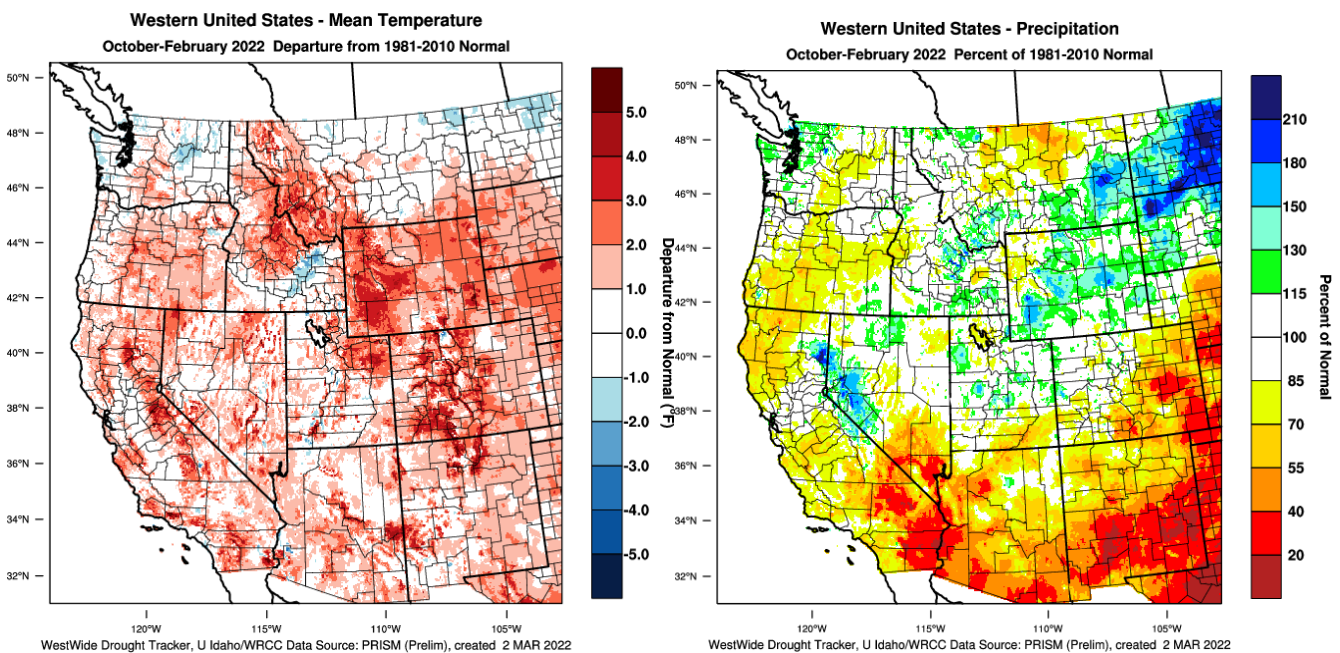 Western United States - Mean Temperature
October-February 2022 Departure from 1981-2010 Normal
50°N
48°N
46°N
44°N
42°N
40°N
38°N
36°N
34°N
32°N
120°W
115°W
110°W
105°W
5.0
4.0
3.0
2.0
1.0
0.0
-1.0
-2.0
-3.0
-4.0
-5.0
Departure from Normal (°F)
WestWide Drought Tracker, U Idaho/WRCC Data Source: PRISM (Prelim), created 2 MAR 2022
Western United States - Precipitation
October-February 2022 Percent of 1981-2010 Normal
50°N
48°N
46°N
44°N
42°N
40°N
38°N
36°N
34°N
32°N
120°W
115°W
110°W
105°W
210
180
150
130
115
100
85
70
55
40
20
Percent of Normal
WestWide Drought Tracker, U Idaho/WRCC Data Source: PRISM (Prelim), created 2 MAR 2022